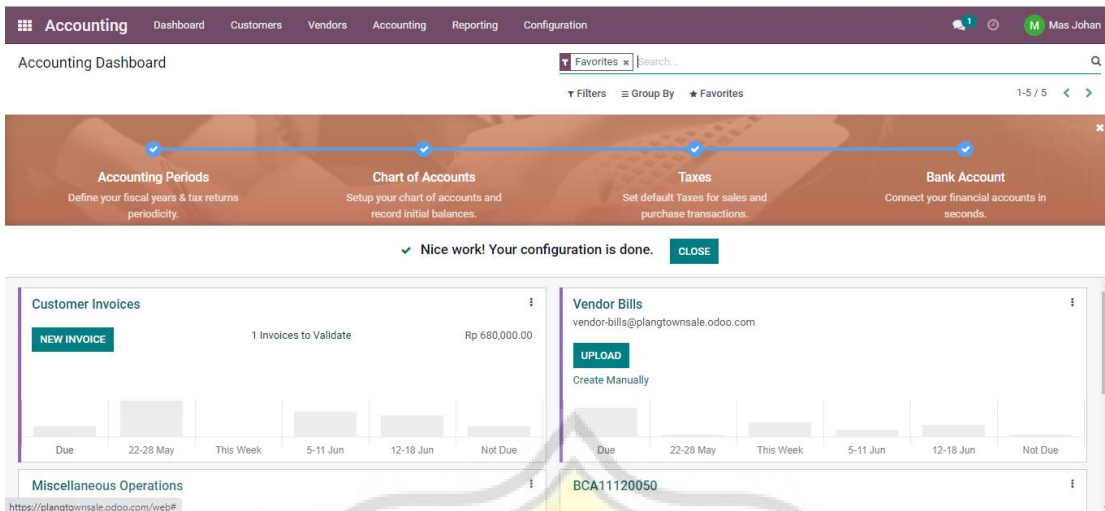 Accounting Dashboard Customers Vendors Accounting Reporting Configuration 1 M Mas Johan
Accounting Dashboard
Favorites × Search...
Filters Group By Favorites 1-5 / 5
Accounting Periods
Define your fiscal years & tax returns
periodicity.
Chart of Accounts
Setup your chart of accounts and
record initial balances.
Taxes
Set default Taxes for sales and
purchase transactions.
Bank Account
Connect your financial accounts in
seconds.
Nice work! Your configuration is done. CLOSE
Customer Invoices
NEW INVOICE 1 Invoices to Validate Rp 680,000.00
Due 22-28 May This Week 5-11 Jun 12-18 Jun Not Due
Vendor Bills
vendor-bills@plangtownsale.odoo.com
UPLOAD
Create Manually
Due 22-28 May This Week 5-11 Jun 12-18 Jun Not Due
Miscellaneous Operations
BCA11120050
https://plangtownsale.odoo.com/web#